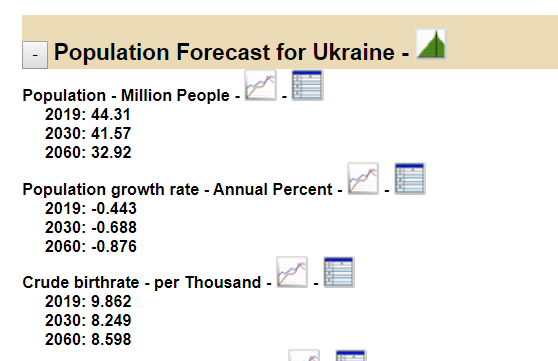 - Population Forecast for Ukraine -
Population - Million People - -
2019: 44.31
2030: 41.57
2060: 32.92
Population growth rate - Annual Percent - -
2019: -0.443
2030: -0.688
2060: -0.876
Crude birthrate - per Thousand - -
2019: 9.862
2030: 8.249
2060: 8.598